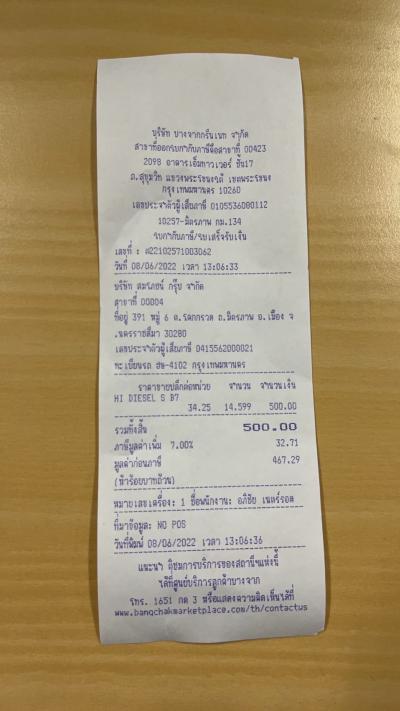 บริษัท บางจากกรีนเนท จำกัด
สาขาที่ออกใบกำกับภาษีคือสาขาที่ 00423
2098 อาคารเอ็มทาวเวอร์ ชั้น17
ถ.สุขุมวิท แขวงพระโขนงใต้ เขตพระโขนง
กรุงเทพมหานคร 10260
เลขประจำตัวผู้เสียภาษี 0105536000112
10257-มิตรภาพ กม.134
ใบกำกับภาษี/ใบเสร็จรับเงิน
เลขที่ : 22102571003062
วันที่ 08/06/2022 เวลา 13:06:33
บริษัท สมโภชน์ กรุ๊ป จำกัด
สาขาที่ 00004
ที่อยู่ 391 หมู่ 6 ต.โคกกรวด ถ.มิตรภาพ อ.เมือง จ
.นครราชสีมา 30280
เลขประจำตัวผู้เสียภาษี 0415562000021
ทะเบียนรถ ฒษ-4102 กรุงเทพมหานคร
ราคาขายปลีกต่อหน่วย จำนวน จำนวนเงิน
HI DIESEL S B7
34.25 14.599 500.00
รวมทั้งสิ้น 500.00
ภาษีมูลค่าเพิ่ม 7.00% 32.71
มูลค่าก่อนภาษี 467.29
(ห้าร้อยบาทถ้วน)
หมายเลขเครื่อง: 1 ชื่อพนักงาน: อภิชัย เนตร์รอด
ที่มาข้อมูล: NO POS
วันที่พิมพ์ 08/06/2022 เวลา 13:06:36
แนะนำ ติชมการบริการของสถานีฯแห่งนี้
ได้ที่ศูนย์บริการลูกค้าบางจาก
โทร. 1651 กด 3 หรือแสดงความคิดเห็นได้ที่
www.bangchakmarketplace.com/th/contactus